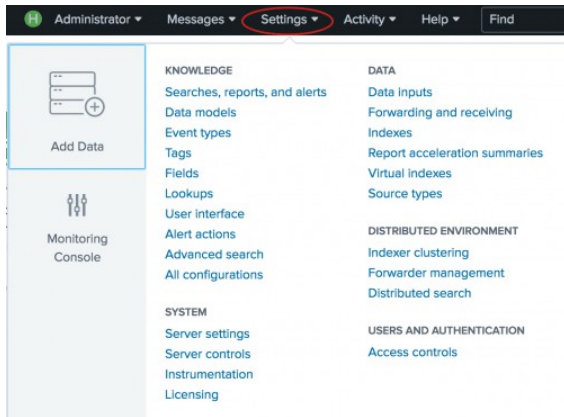 H Administrator ▾ Messages ▾ Settings ▾ Activity ▾ Help ▾ Find
Add Data
Monitoring
Console
KNOWLEDGE
Searches, reports, and alerts
Data models
Event types
Tags
Fields
Lookups
User interface
Alert actions
Advanced search
All configurations
SYSTEM
Server settings
Server controls
Instrumentation
Licensing
DATA
Data inputs
Forwarding and receiving
Indexes
Report acceleration summaries
Virtual indexes
Source types
DISTRIBUTED ENVIRONMENT
Indexer clustering
Forwarder management
Distributed search
USERS AND AUTHENTICATION
Access controls